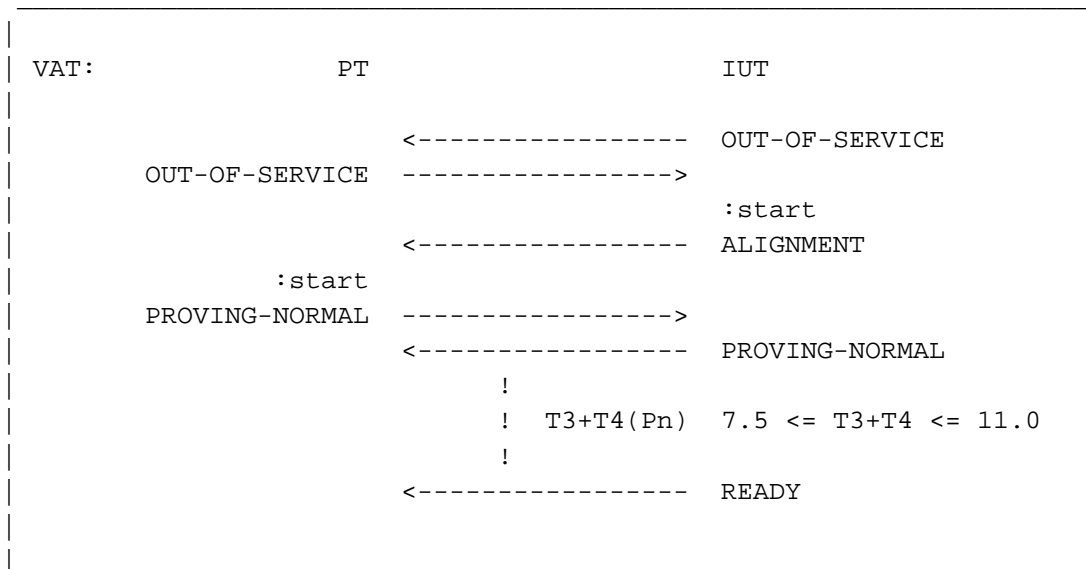 VAT: PT IUT
<----------------- OUT-OF-SERVICE
OUT-OF-SERVICE ----------------->
:start
<----------------- ALIGNMENT
:start
PROVING-NORMAL ----------------->
<----------------- PROVING-NORMAL
!
! T3+T4(Pn) 7.5 <= T3+T4 <= 11.0
!
<----------------- READY